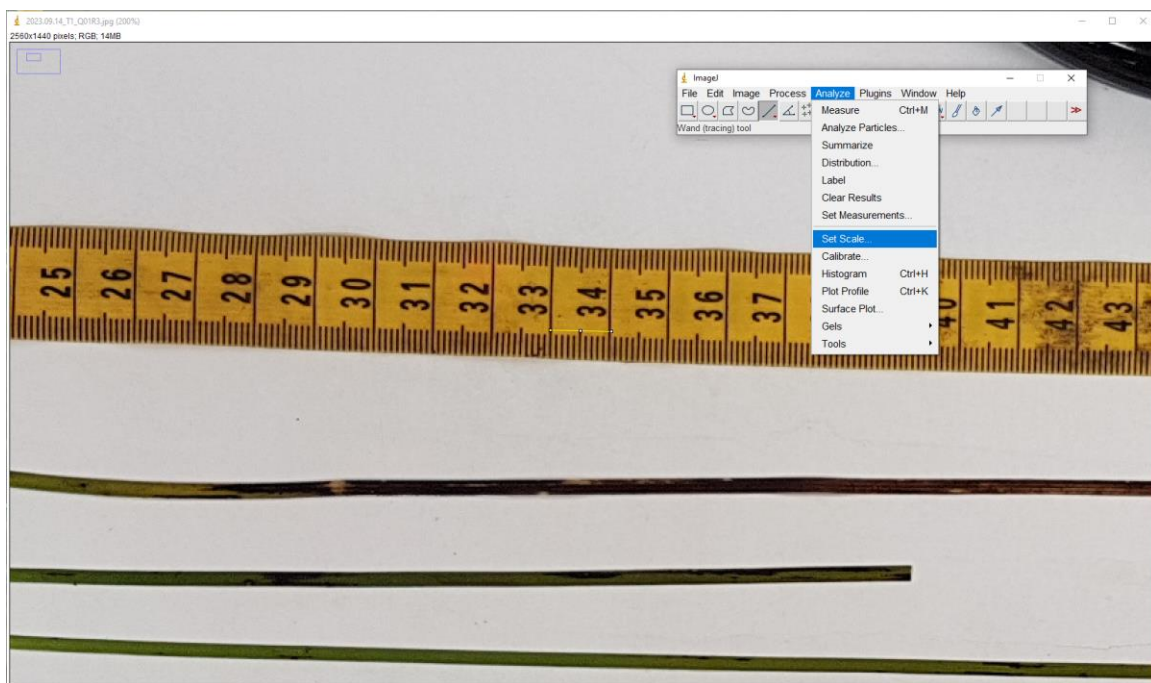 2023.09.14_T1_Q01R3.jpg (200%)
2560x1440 pixels; RGB; 14MB
ImageJ
File Edit Image Process Analyze Plugins Window Help
Wand (tracing) tool
Measure Ctrl+M
Analyze Particles...
Summarize
Distribution...
Label
Clear Results
Set Measurements...
Set Scale...
Calibrate...
Histogram Ctrl+H
Plot Profile Ctrl+K
Surface Plot...
Gels
Tools
25 26 27 28 29 30 31 32 33 34 35 36 37 40 41 42 43